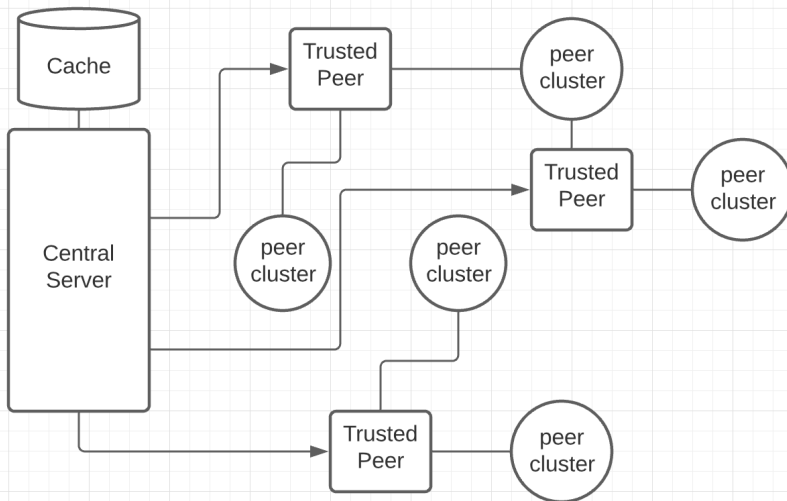 Cache
Trusted
Peer
peer
cluster
Trusted
Peer
peer
cluster
Central
Server
peer
cluster
peer
cluster
Trusted
Peer
peer
cluster